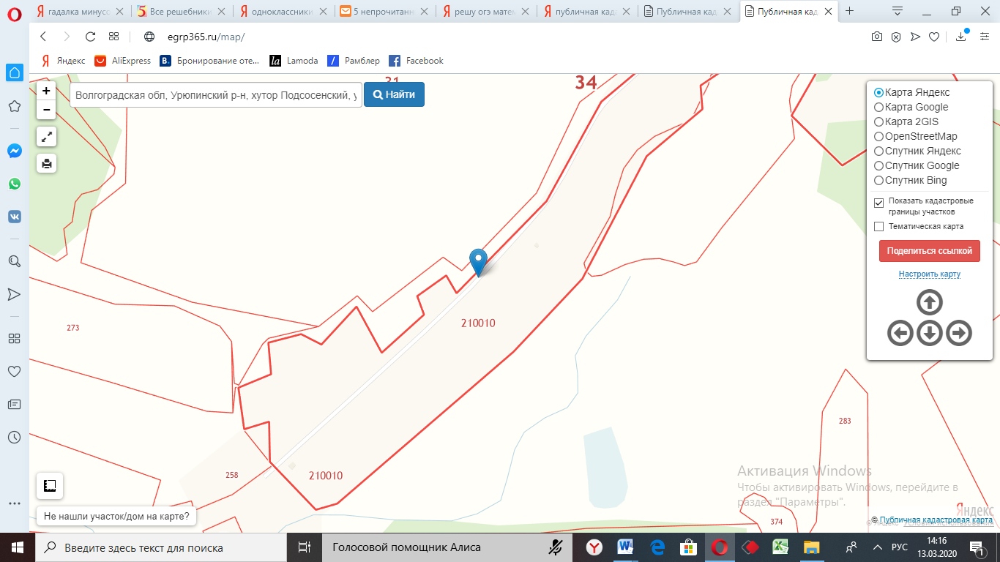 гадалка минусс
Все решебники
одноклассники
5 непрочитанн
решу огэ матем
публичная када
Публичная кад
Публичная кад
egrp365.ru/map/
Яндекс
AliExpress
Бронирование оте...
Lamoda
Рамблер
Facebook
+
−
Волгоградская обл, Урюпинский р-н, хутор Подсосенский, у
Найти
31
34
Карта Яндекс
Карта Google
Карта 2GIS
OpenStreetMap
Спутник Яндекс
Спутник Google
Спутник Bing
Показать кадастровые
границы участков
Тематическая карта
Поделиться ссылкой
Настроить карту
210010
273
283
258
210010
374
Активация Windows
Чтобы активировать Windows, перейдите в
раздел "Параметры".
Яндекс
© Публичная кадастровая карта
© Яндекс Условия использования
Не нашли участок/дом на карте?
Введите здесь текст для поиска
Голосовой помощник Алиса
РУС
14:16
13.03.2020
1